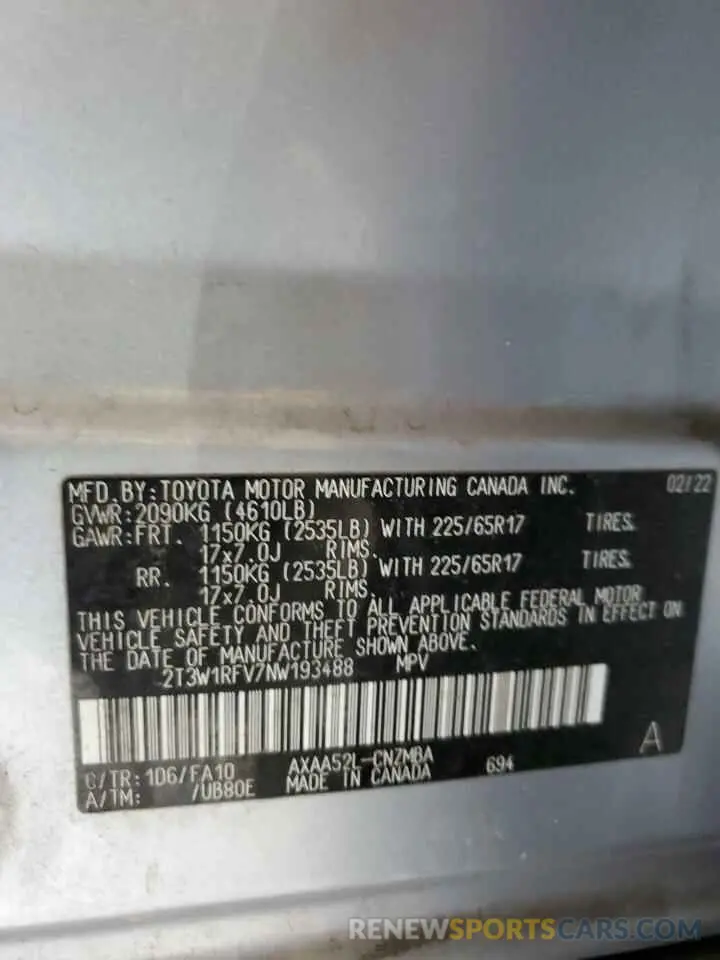 MFD.BY:TOYOTA MOTOR MANUFACTURING CANADA INC. 02/22
GVWR:2090KG (4610LB)
GAWR:FRT. 1150KG (2535LB) WITH 225/65R17 TIRES.
17x7.0J RIMS.
RR. 1150KG (2535LB) WITH 225/65R17 TIRES.
17x7.0J RIMS.
THIS VEHICLE CONFORMS TO ALL APPLICABLE FEDERAL MOTOR
VEHICLE SAFETY AND THEFT PREVENTION STANDARDS IN EFFECT ON
THE DATE OF MANUFACTURE SHOWN ABOVE.
2T3W1RFV7NW193488 MPV
C/TR:1D6/FA10 AXAA52L-CNZMBA 694 A
A/TM: /UB80E MADE IN CANADA
RENEWSPORTSCARS.COM